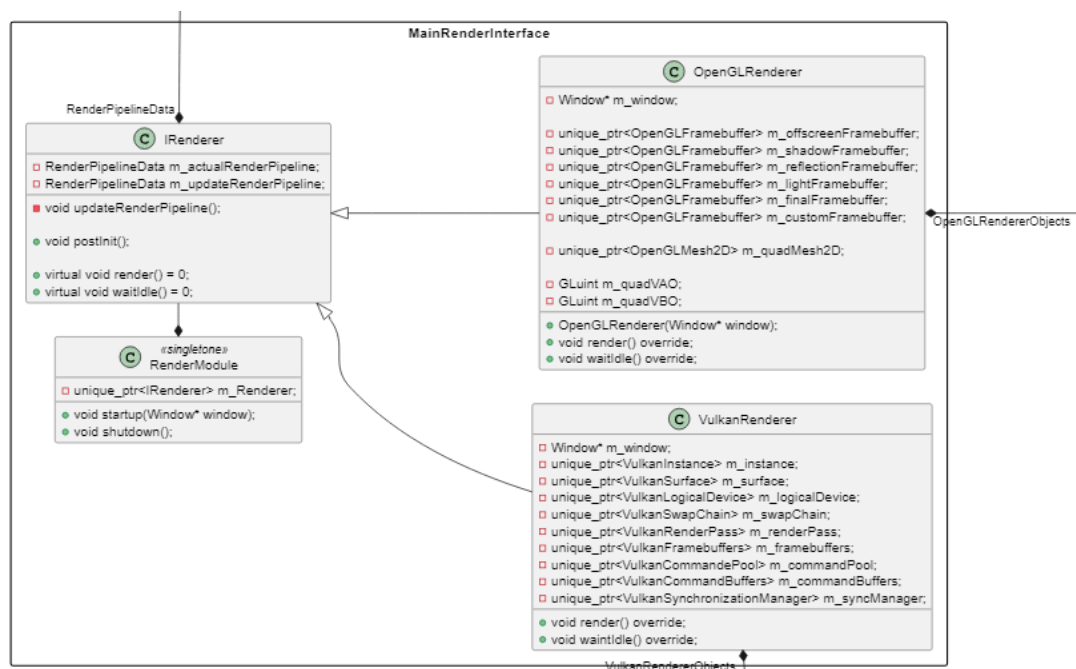 MainRenderInterface
RenderPipelineData
C IRenderer
RenderPipelineData m_actualRenderPipeline;
RenderPipelineData m_updateRenderPipeline;
void updateRenderPipeline();
void postInit();
virtual void render() = 0;
virtual void waitIdle() = 0;
«singletone»
C RenderModule
unique_ptr<IRenderer> m_Renderer;
void startup(Window* window);
void shutdown();
C OpenGLRenderer
Window* m_window;
unique_ptr<OpenGLFramebuffer> m_offscreenFramebuffer;
unique_ptr<OpenGLFramebuffer> m_shadowFramebuffer;
unique_ptr<OpenGLFramebuffer> m_reflectionFramebuffer;
unique_ptr<OpenGLFramebuffer> m_lightFramebuffer;
unique_ptr<OpenGLFramebuffer> m_finalFramebuffer;
unique_ptr<OpenGLFramebuffer> m_customFramebuffer;
unique_ptr<OpenGLMesh2D> m_quadMesh2D;
GLuint m_quadVAO;
GLuint m_quadVBO;
OpenGLRenderer(Window* window);
void render() override;
void waitIdle() override;
OpenGLRendererObjects
C VulkanRenderer
Window* m_window;
unique_ptr<VulkanInstance> m_instance;
unique_ptr<VulkanSurface> m_surface;
unique_ptr<VulkanLogicalDevice> m_logicalDevice;
unique_ptr<VulkanSwapChain> m_swapChain;
unique_ptr<VulkanRenderPass> m_renderPass;
unique_ptr<VulkanFramebuffers> m_framebuffers;
unique_ptr<VulkanCommandePool> m_commandPool;
unique_ptr<VulkanCommandBuffers> m_commandBuffers;
unique_ptr<VulkanSynchronizationManager> m_syncManager;
void render() override;
void waintIdle() override;
VulkanRendererObjects